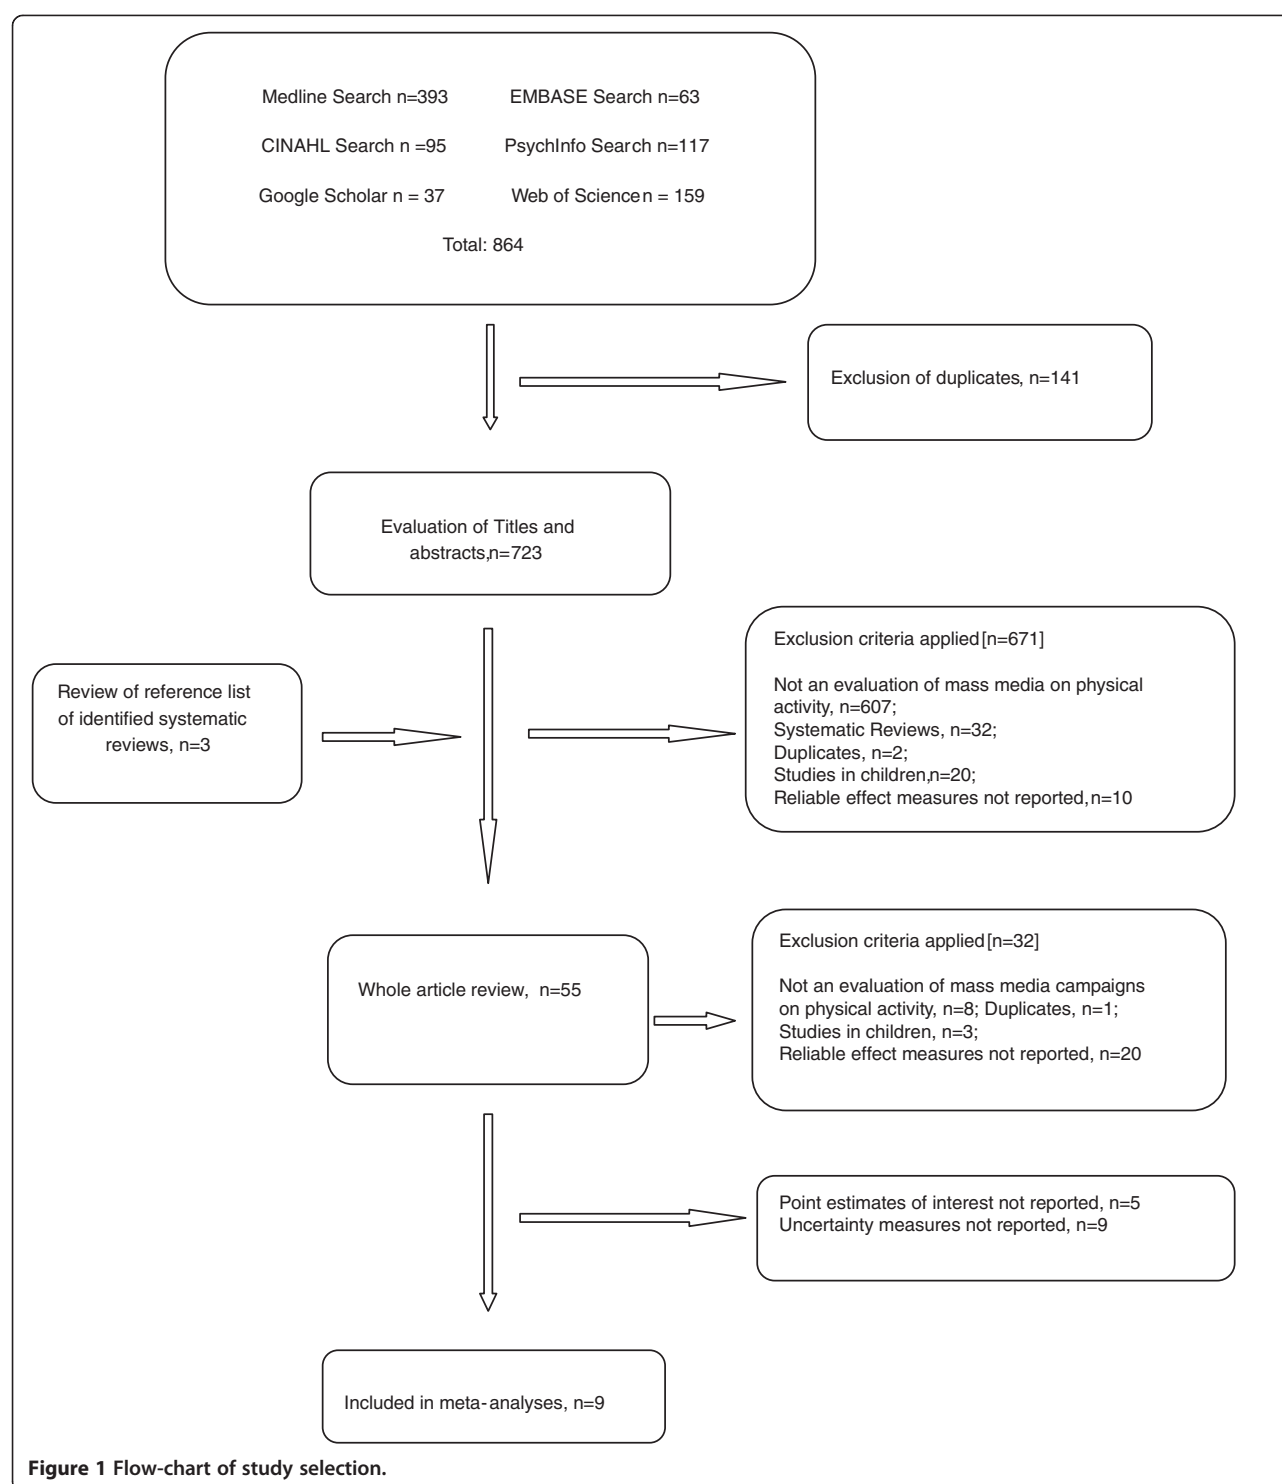 Medline Search n=393 EMBASE Search n=63
CINAHL Search n =95 PsychInfo Search n=117
Google Scholar n = 37 Web of Science n = 159
Total: 864
Exclusion of duplicates, n=141
Evaluation of Titles and
abstracts,n=723
Exclusion criteria applied [n=671]
Not an evaluation of mass media on physical
activity, n=607;
Systematic Reviews, n=32;
Duplicates, n=2;
Studies in children,n=20;
Reliable effect measures not reported, n=10
Review of reference list
of identified systematic
reviews, n=3
Whole article review, n=55
Exclusion criteria applied [n=32]
Not an evaluation of mass media campaigns
on physical activity, n=8; Duplicates, n=1;
Studies in children, n=3;
Reliable effect measures not reported, n=20
Point estimates of interest not reported, n=5
Uncertainty measures not reported, n=9
Included in meta-analyses, n=9
Figure 1 Flow-chart of study selection.